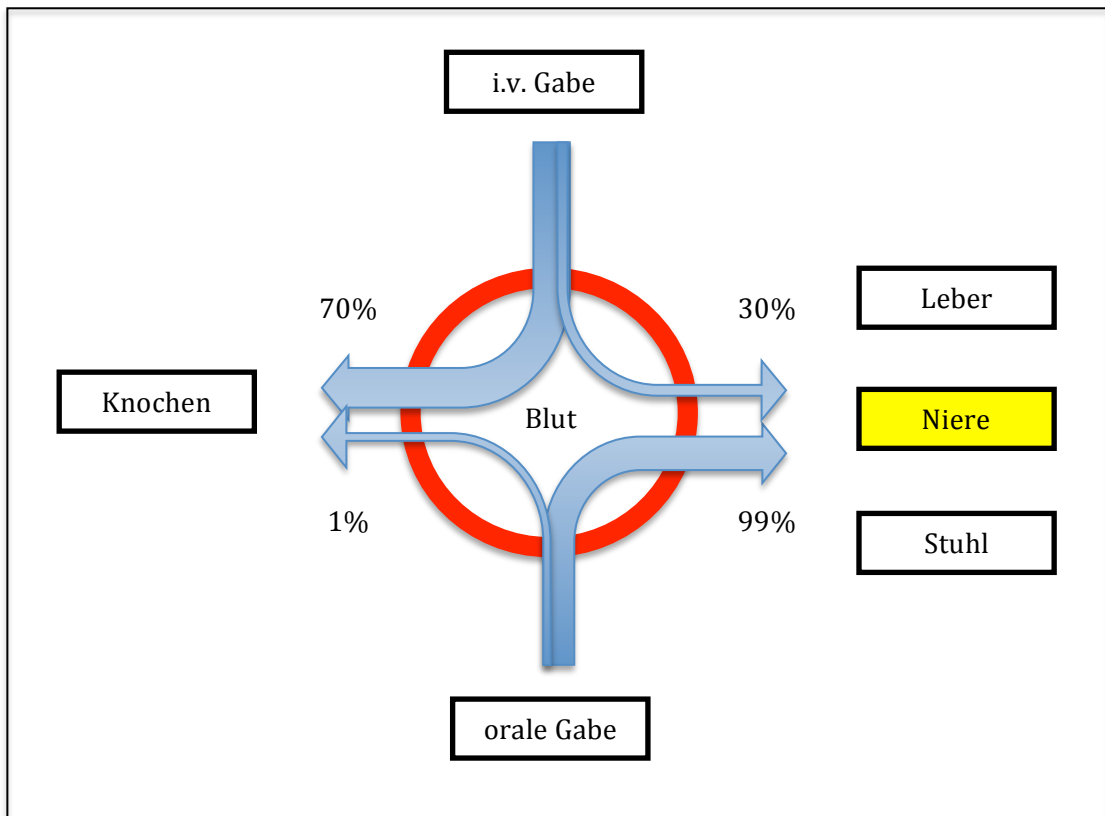 i.v. Gabe
70%
30%
Leber
Knochen
Blut
Niere
1%
99%
Stuhl
orale Gabe